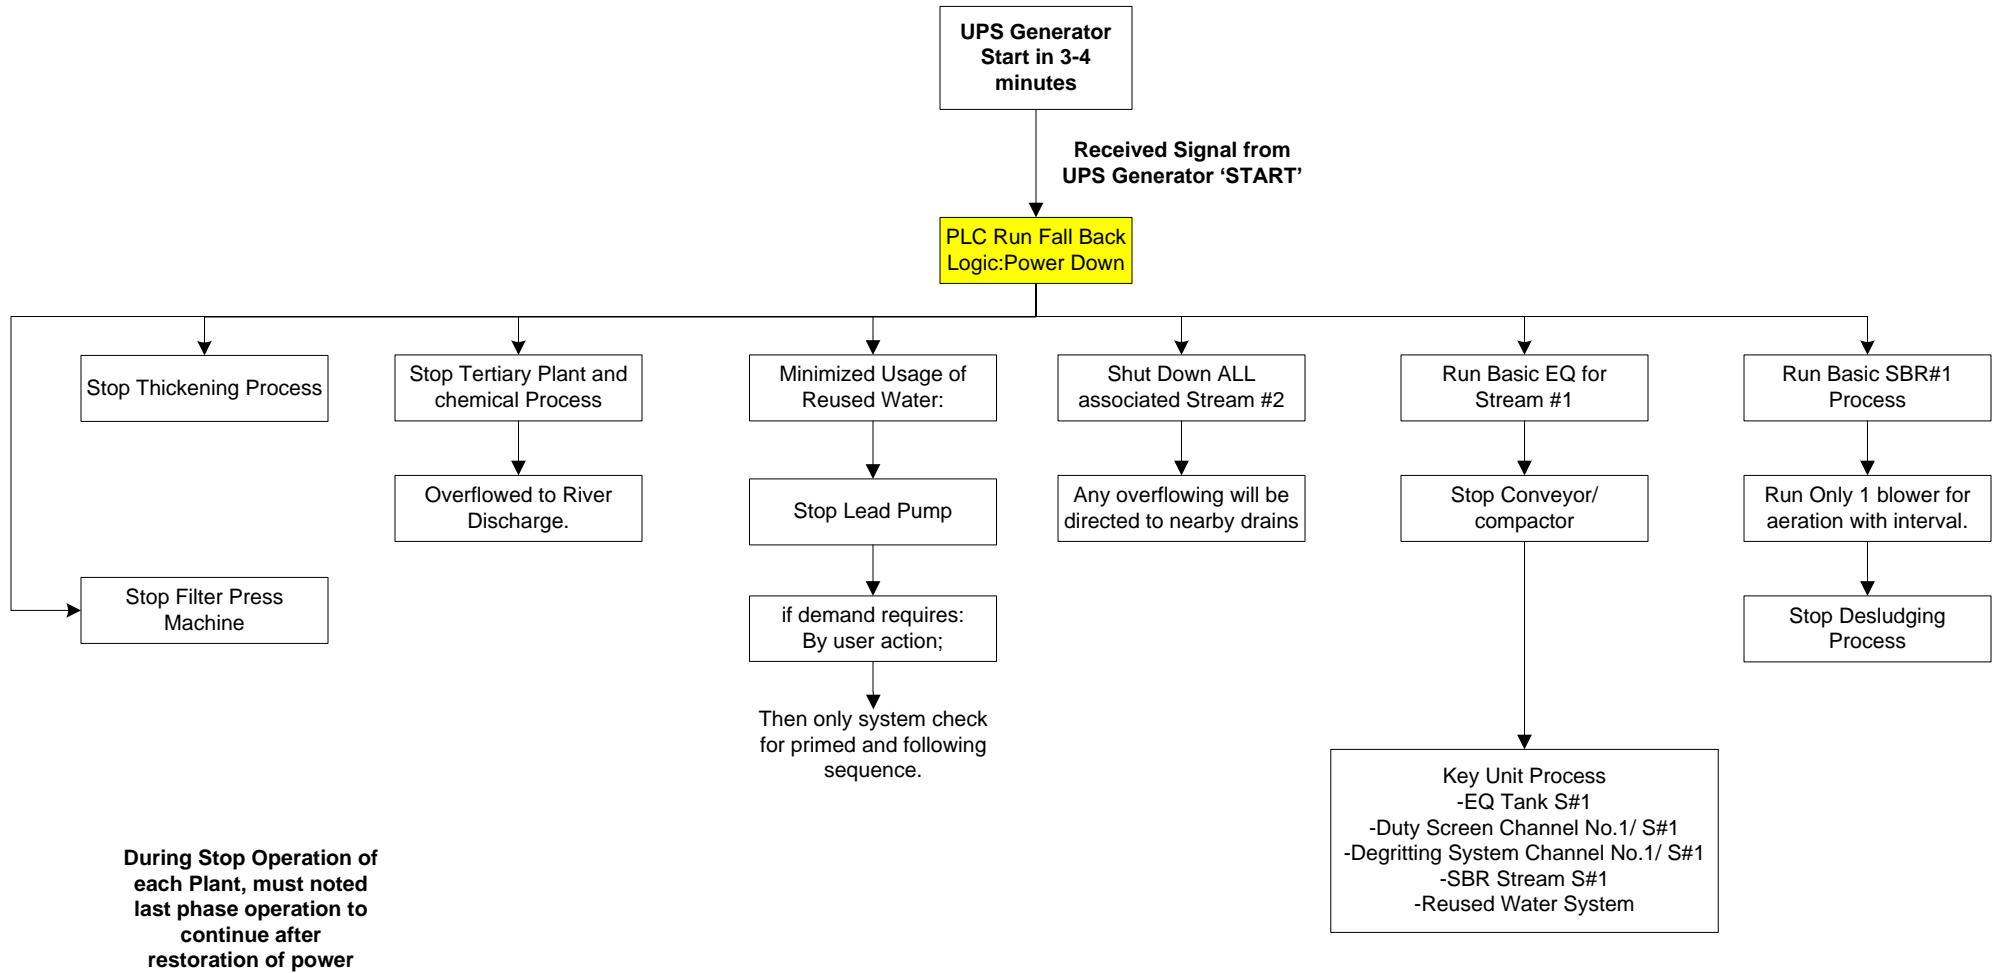 UPS Generator
Start in 3-4
minutes
Received Signal from
UPS Generator ‘START’
PLC Run Fall Back
Logic:Power Down
Stop Thickening Process
Stop Tertiary Plant and
chemical Process
Minimized Usage of
Reused Water:
Shut Down ALL
associated Stream #2
Run Basic EQ for
Stream #1
Run Basic SBR#1
Process
Overflowed to River
Discharge.
Stop Lead Pump
Any overflowing will be
directed to nearby drains
Stop Conveyor/
compactor
Run Only 1 blower for
aeration with interval.
Stop Filter Press
Machine
if demand requires:
By user action;
Stop Desludging
Process
Then only system check
for primed and following
sequence.
Key Unit Process
-EQ Tank S#1
-Duty Screen Channel No.1/ S#1
-Degritting System Channel No.1/ S#1
-SBR Stream S#1
-Reused Water System
During Stop Operation of
each Plant, must noted
last phase operation to
continue after
restoration of power